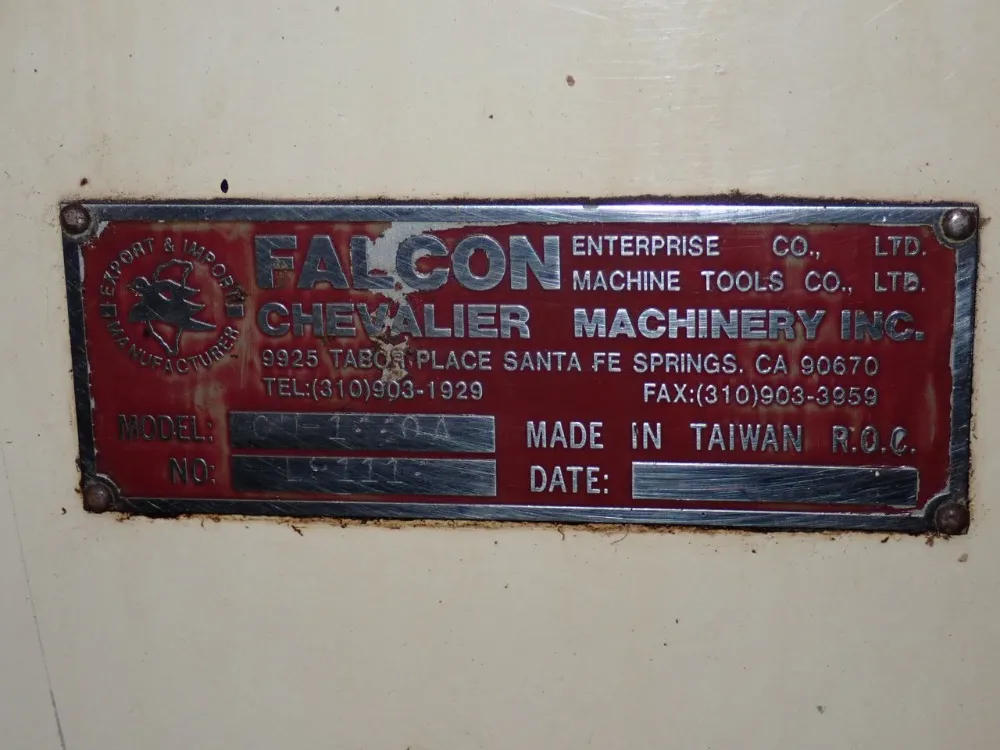 EXPORT & IMPORT
MANUFACTURER
FALCON ENTERPRISE CO., LTD.
MACHINE TOOLS CO., LTD.
CHEVALIER MACHINERY INC.
9925 TABOR PLACE SANTA FE SPRINGS. CA 90670
TEL:(310)903-1929 FAX:(310)903-3959
MODEL: MADE IN TAIWAN R.O.C.
NO: DATE: